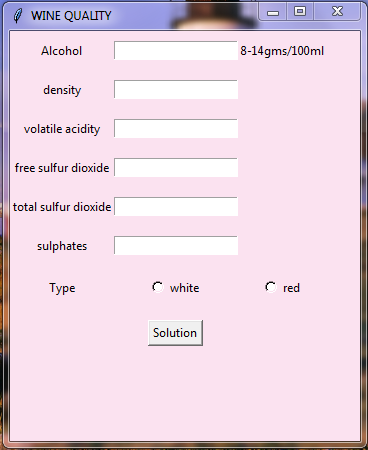 WINE QUALITY
Alcohol 8-14gms/100ml
density
volatile acidity
free sulfur dioxide
total sulfur dioxide
sulphates
Type white red
Solution